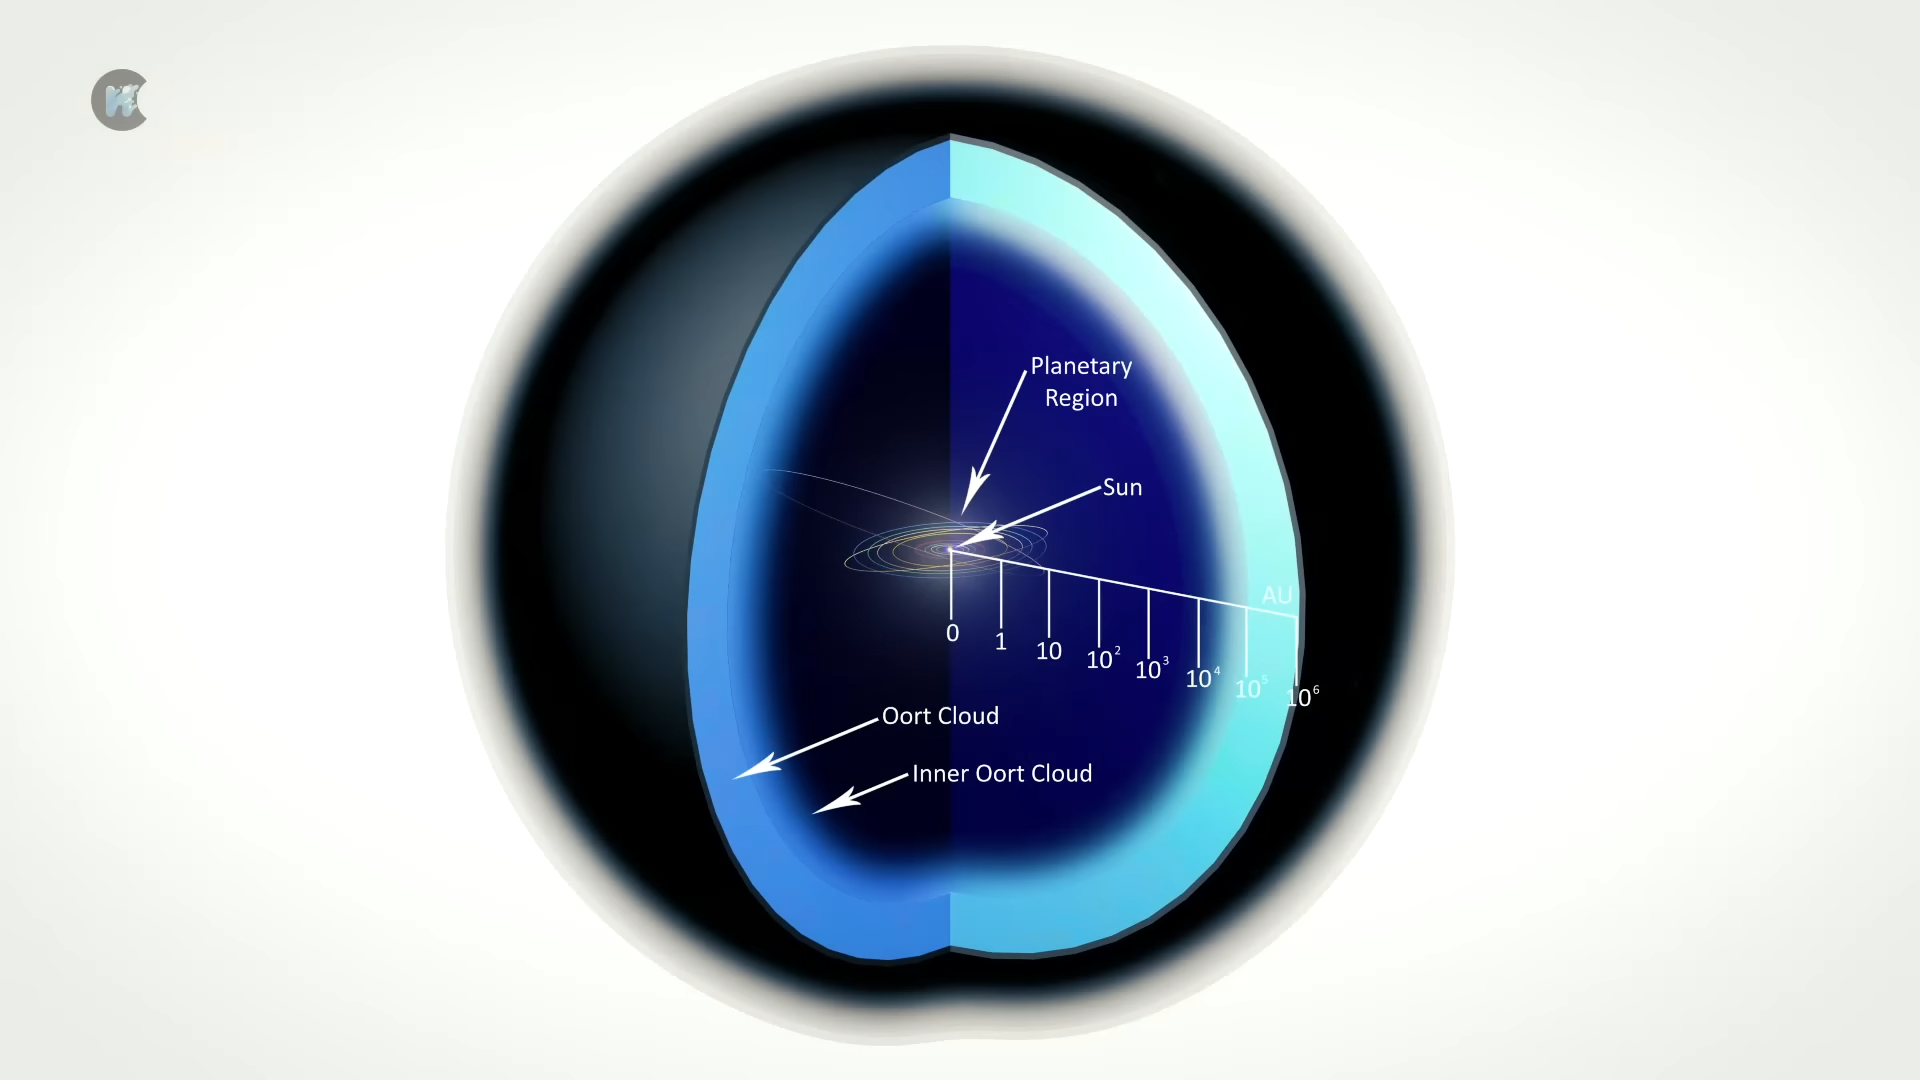 Planetary
Region
Sun
AU
0
1
10
10²
10³
10⁴
10⁵
10⁶
Oort Cloud
Inner Oort Cloud